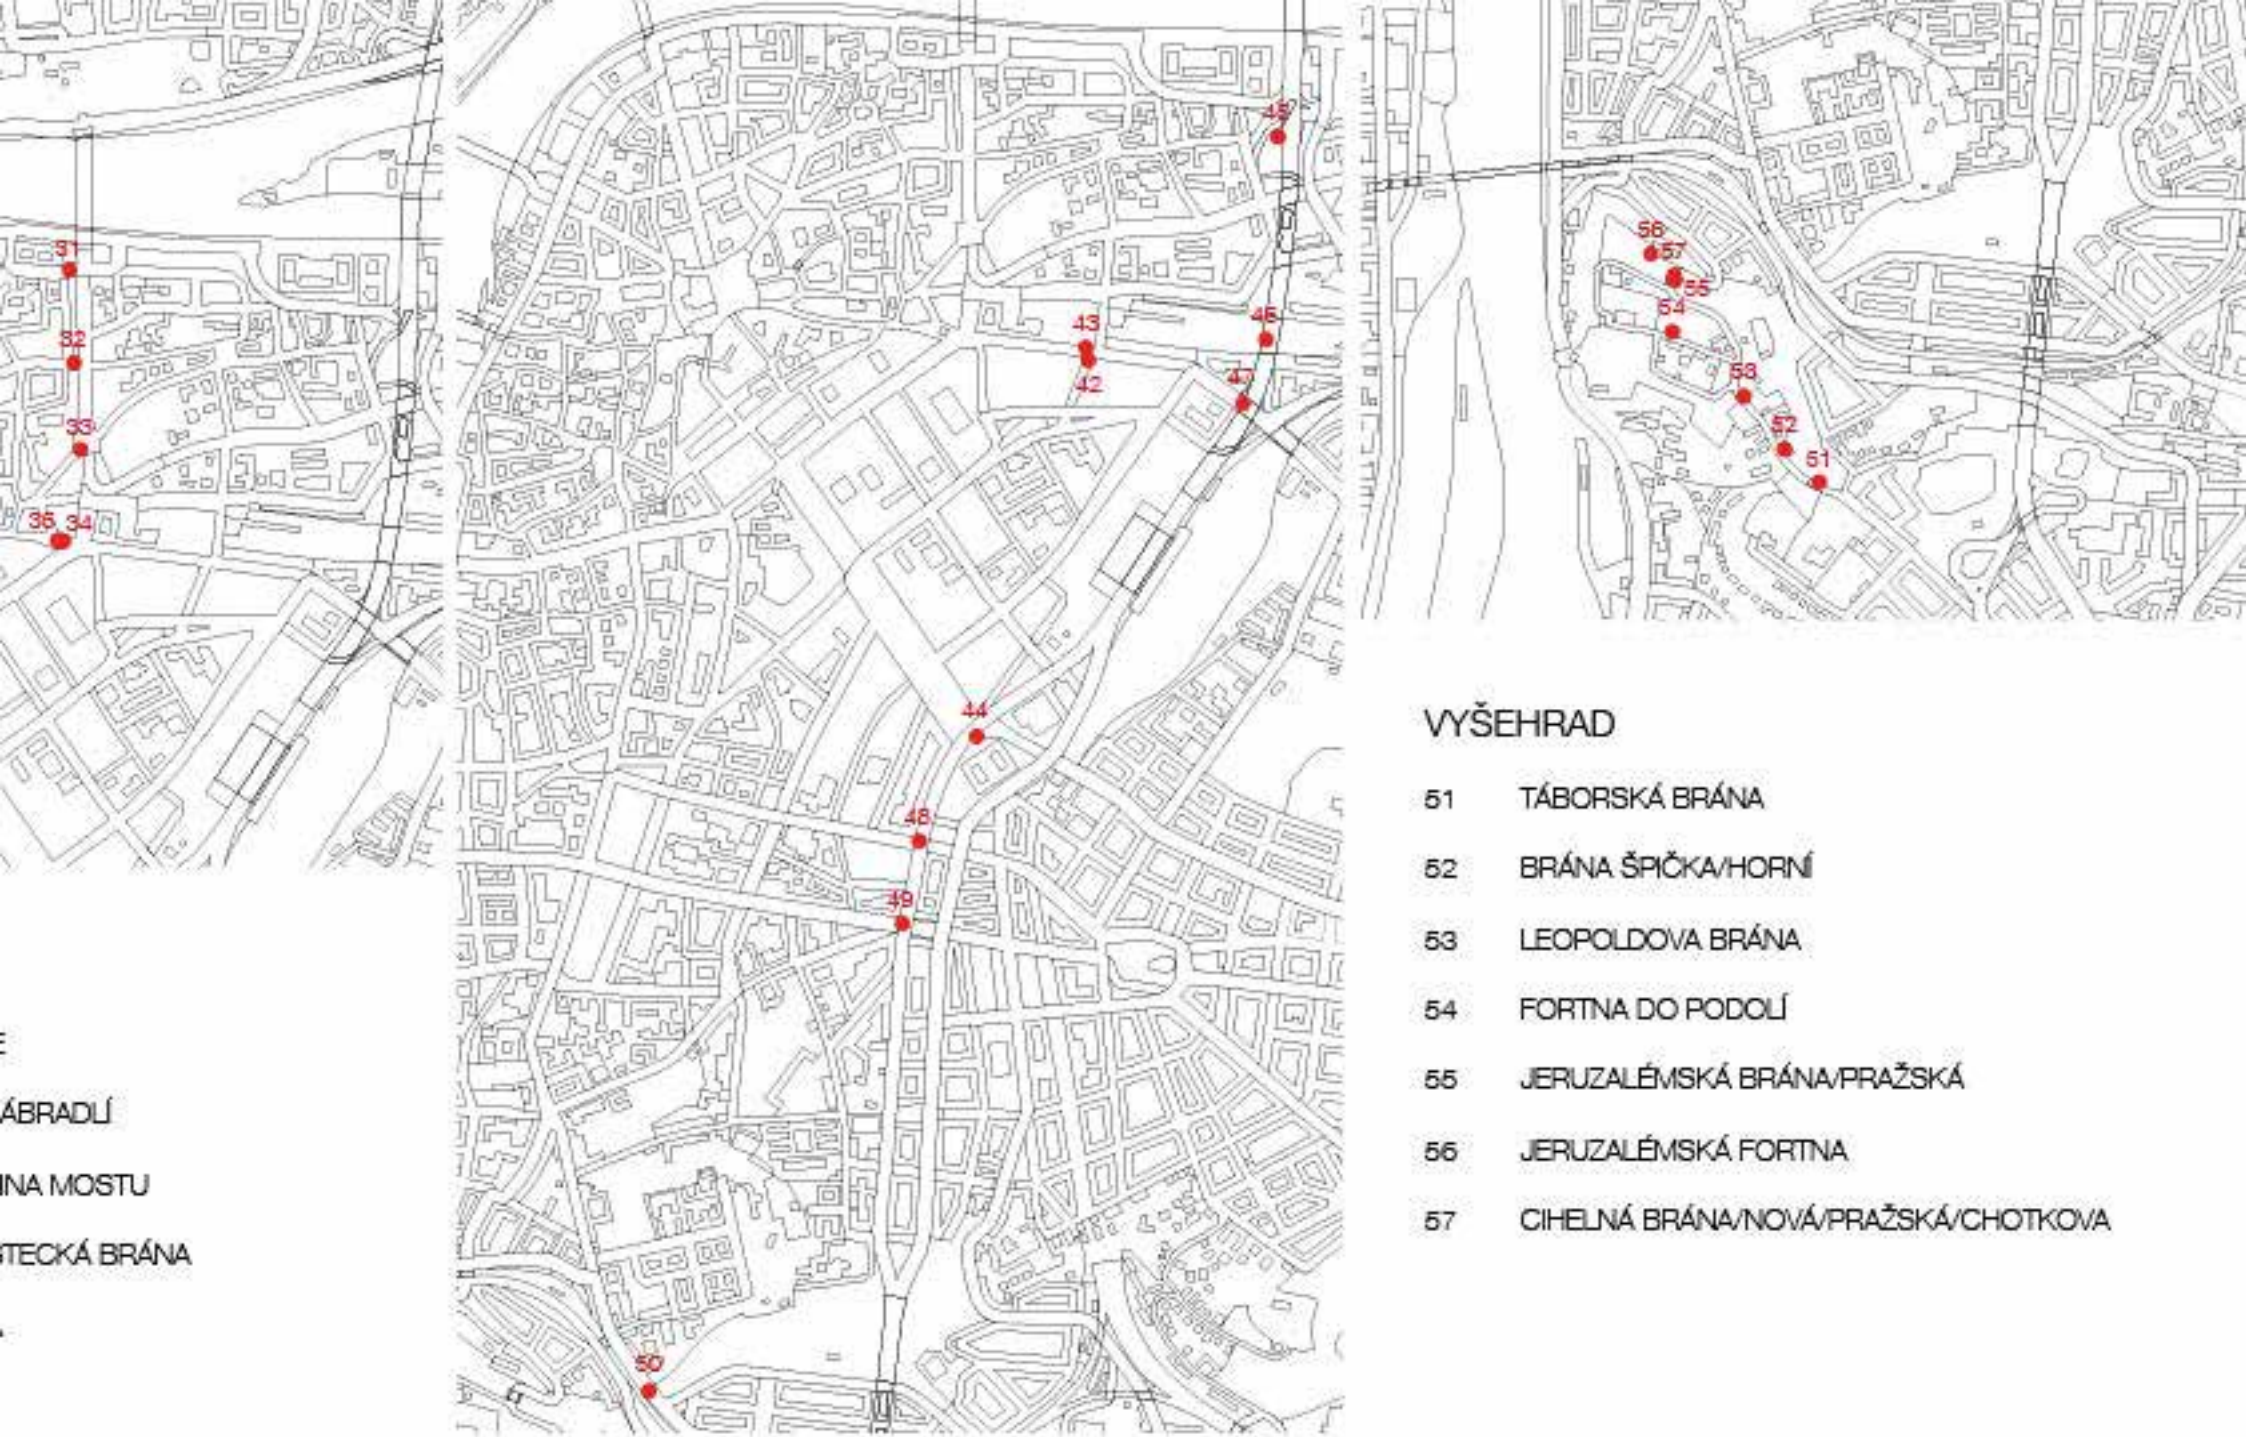 31
32
33
35 34
E
ÁBRADLÍ
INA MOSTU
TECKÁ BRÁNA
45
43
42
46
47
44
48
49
50
56
57
55
54
53
52
51
VYŠEHRAD
51 TÁBORSKÁ BRÁNA
52 BRÁNA ŠPIČKA/HORNÍ
53 LEOPOLDOVA BRÁNA
54 FORTNA DO PODOLÍ
55 JERUZALÉMSKÁ BRÁNA/PRAŽSKÁ
56 JERUZALÉMSKÁ FORTNA
57 CIHELNÁ BRÁNA/NOVÁ/PRAŽSKÁ/CHOTKOVA